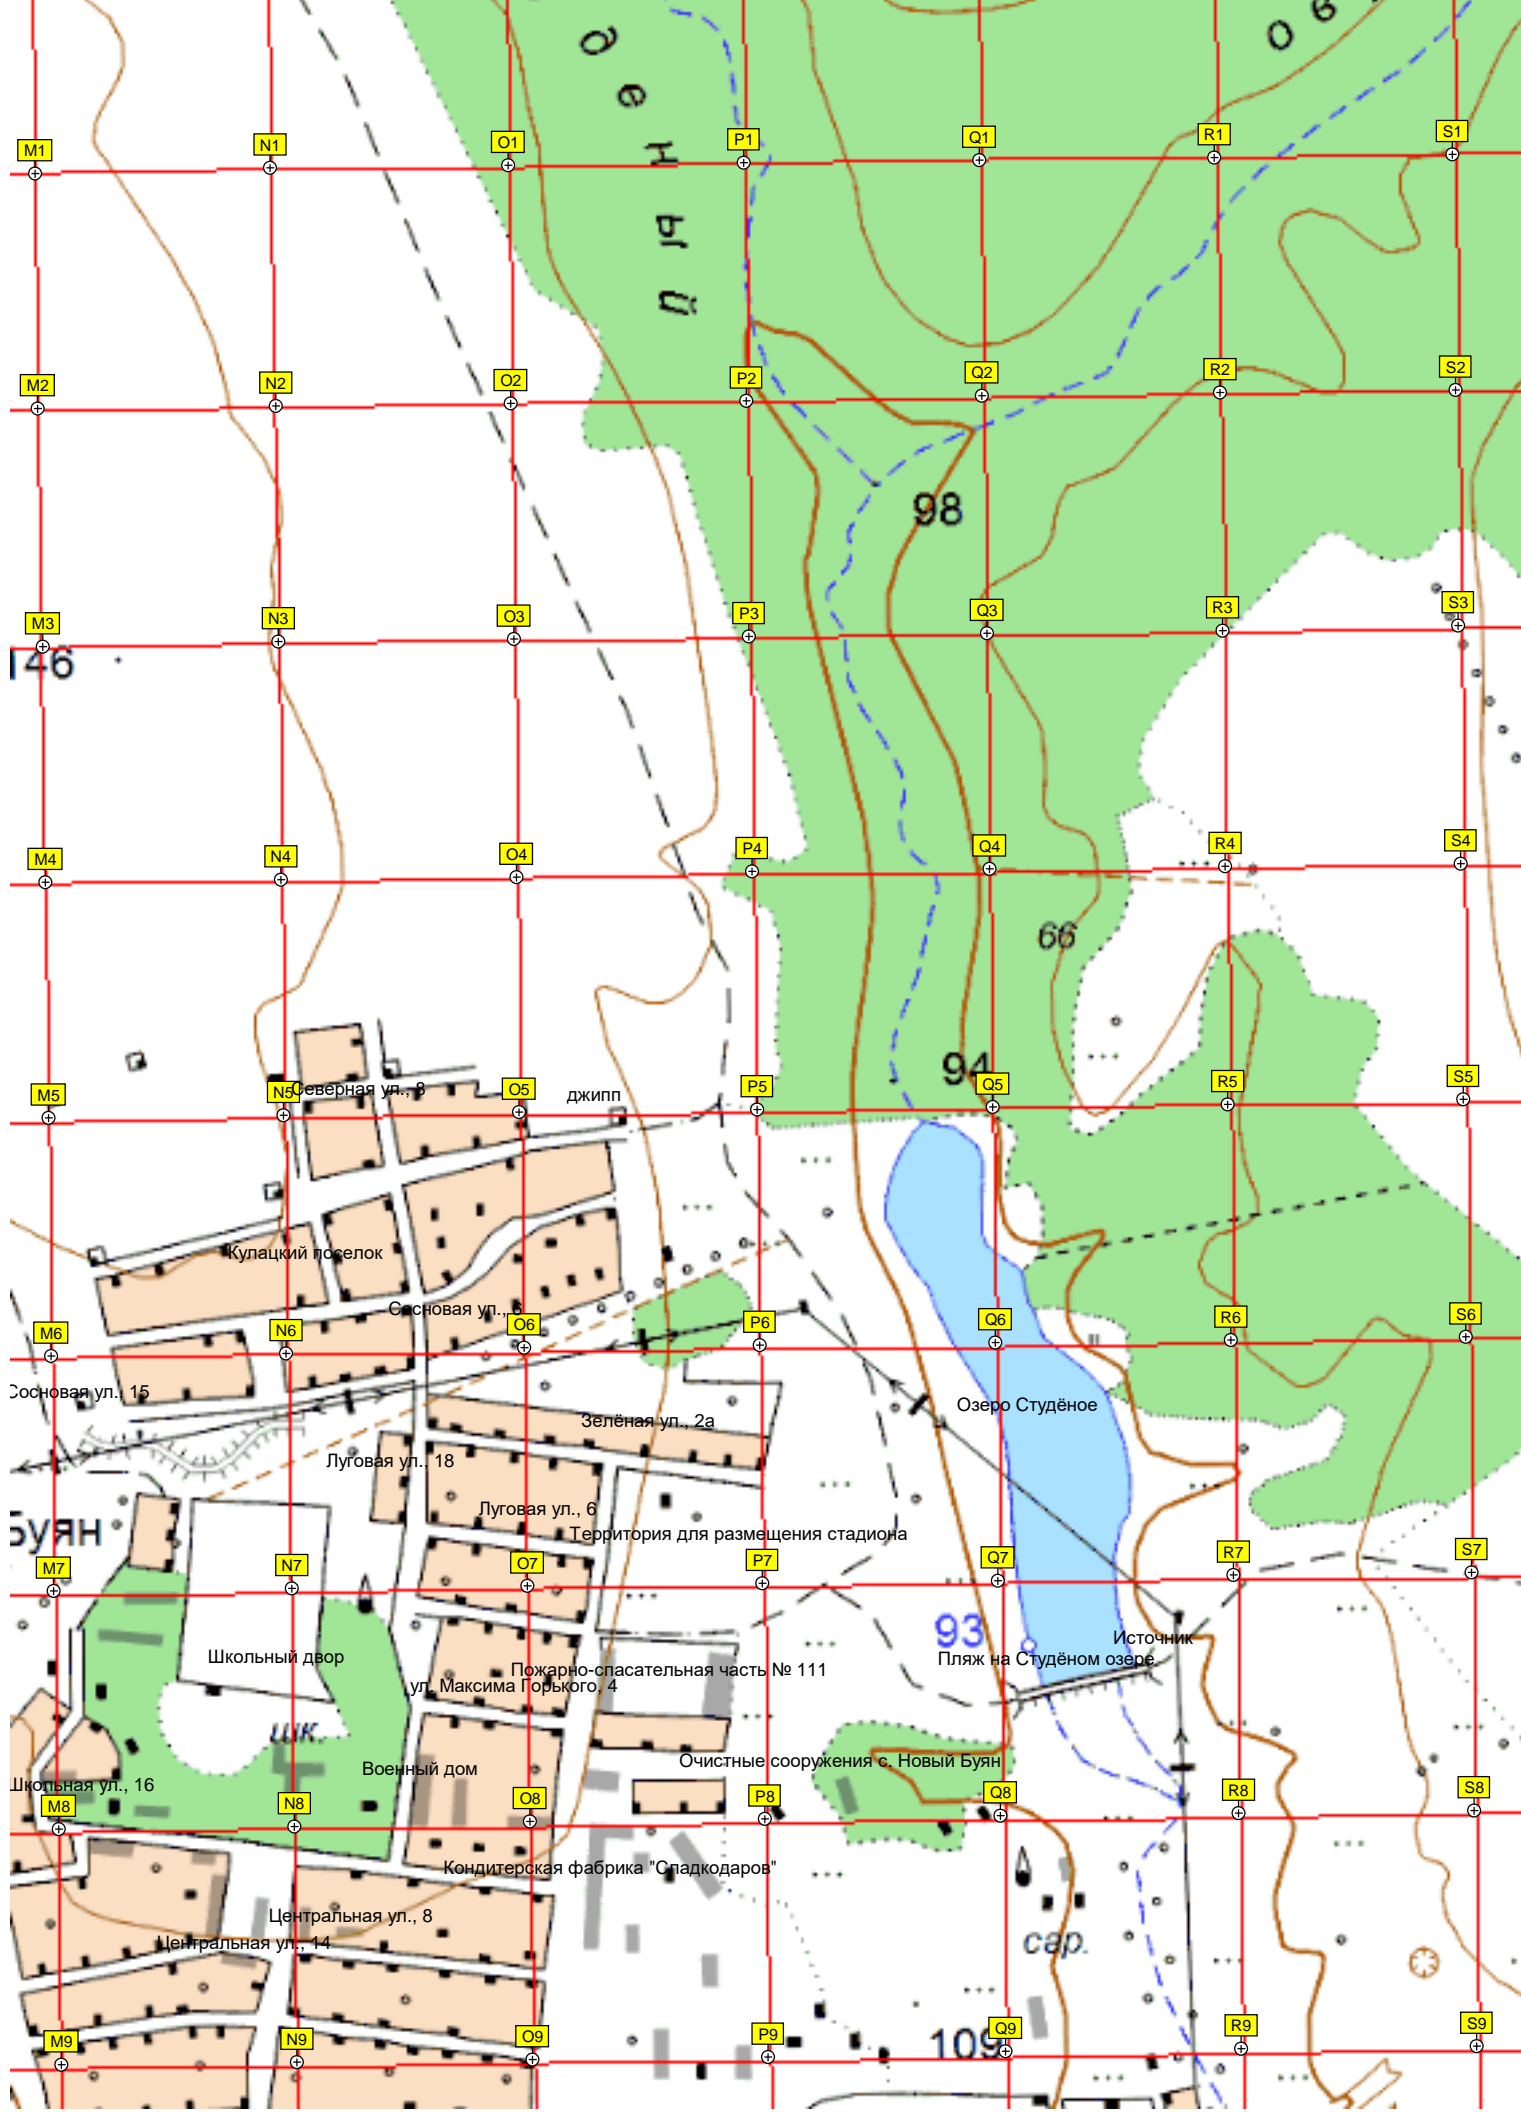 д
е
н
ы
й
о
в
M1
N1
O1
P1
Q1
R1
S1
M2
N2
O2
P2
Q2
R2
S2
98
M3
N3
O3
P3
Q3
R3
S3
146
M4
N4
O4
P4
Q4
R4
S4
66
94
M5
N5
Северная ул., 8
O5
джипп
P5
Q5
R5
S5
Кулацкий поселок
Сосновая ул., 6
M6
N6
O6
P6
Q6
R6
S6
Сосновая ул., 15
Озеро Студёное
Зелёная ул., 2а
Луговая ул., 18
Луговая ул., 6
Буян
Территория для размещения стадиона
M7
N7
O7
P7
Q7
R7
S7
93
Источник
Школьный двор
Пляж на Студёном озере
Пожарно-спасательная часть № 111
ул. Максима Горького, 4
шк.
Очистные сооружения с. Новый Буян
Военный дом
Школьная ул., 16
M8
N8
O8
P8
Q8
R8
S8
Кондитерская фабрика "Сладкодаров"
Центральная ул., 8
Центральная ул., 14
сар.
109
M9
N9
O9
P9
Q9
R9
S9